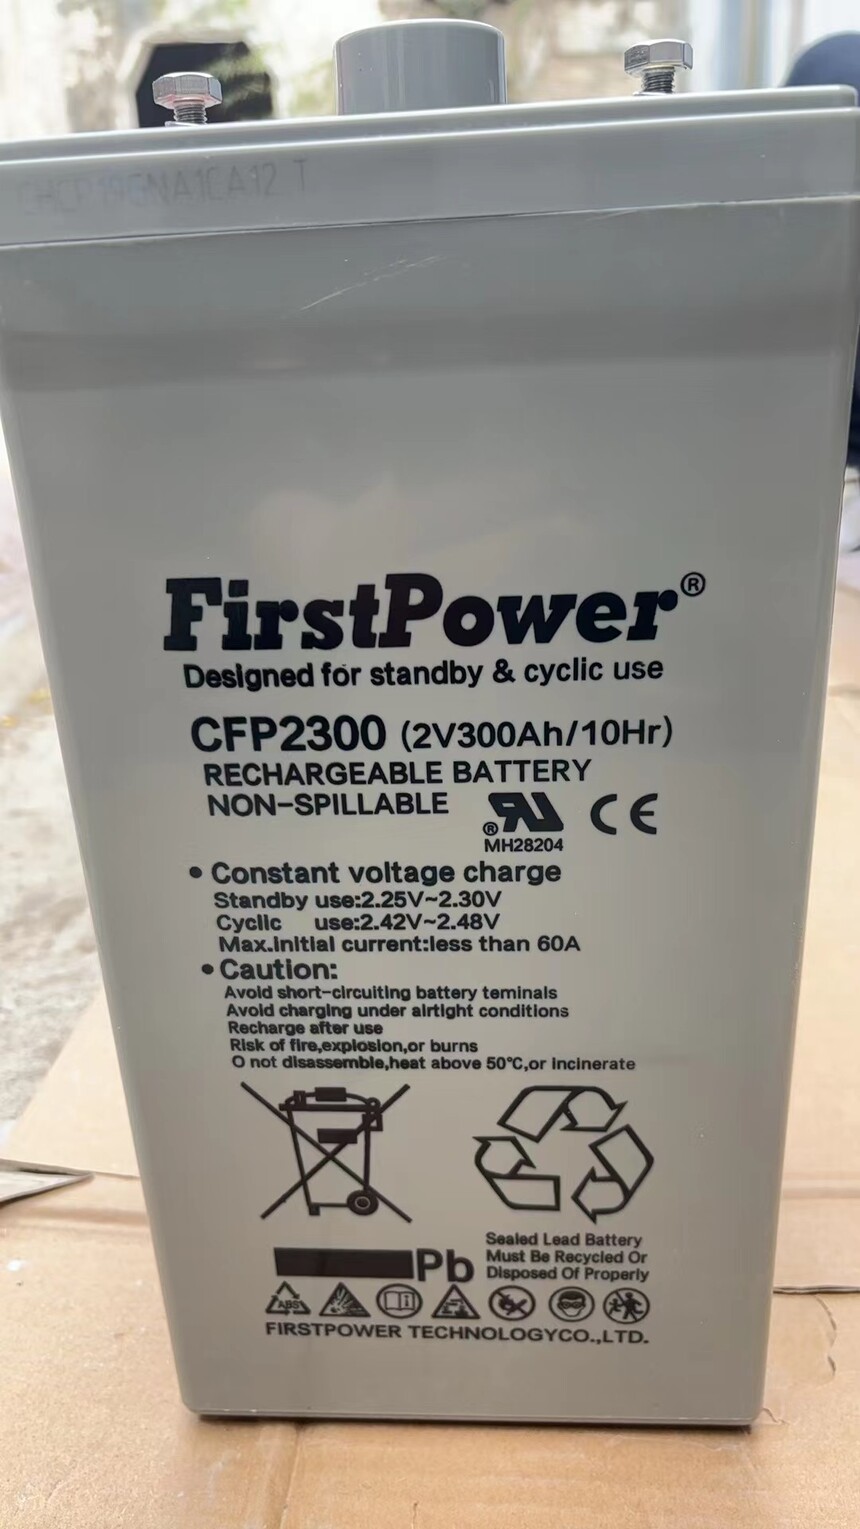 FirstPower®
Designed for standby & cyclic use
CFP2300 (2V300Ah/10Hr)
RECHARGEABLE BATTERY
NON-SPILLABLE
MH28204
CE
• Constant voltage charge
Standby use:2.25V~2.30V
Cyclic use:2.42V~2.48V
Max.initial current:less than 60A
• Caution:
Avoid short-circuiting battery teminals
Avoid charging under airtight conditions
Recharge after use
Risk of fire,explosion,or burns
O not disassemble,heat above 50°C,or incinerate
Pb
Sealed Lead Battery
Must Be Recycled Or
Disposed Of Properly
ABS
FIRSTPOWER TECHNOLOGYCO.,LTD.